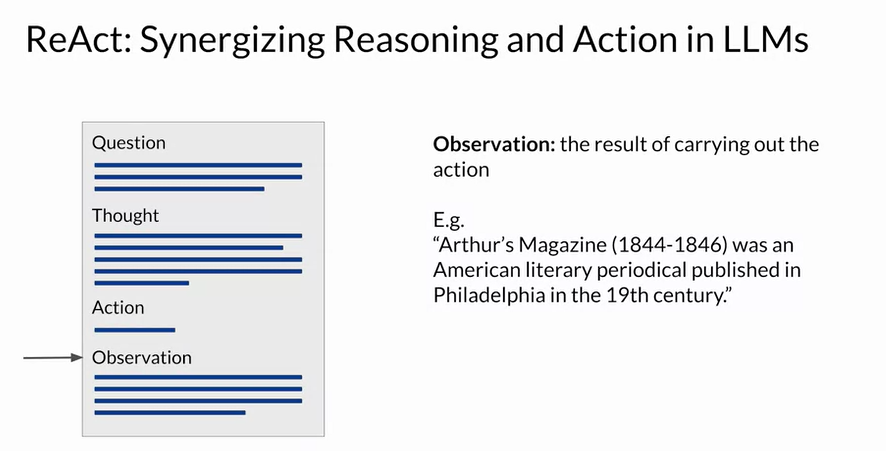 ReAct: Synergizing Reasoning and Action in LLMs
Question
Thought
Action
Observation
Observation: the result of carrying out the
action
E.g.
“Arthur’s Magazine (1844-1846) was an
American literary periodical published in
Philadelphia in the 19th century.”